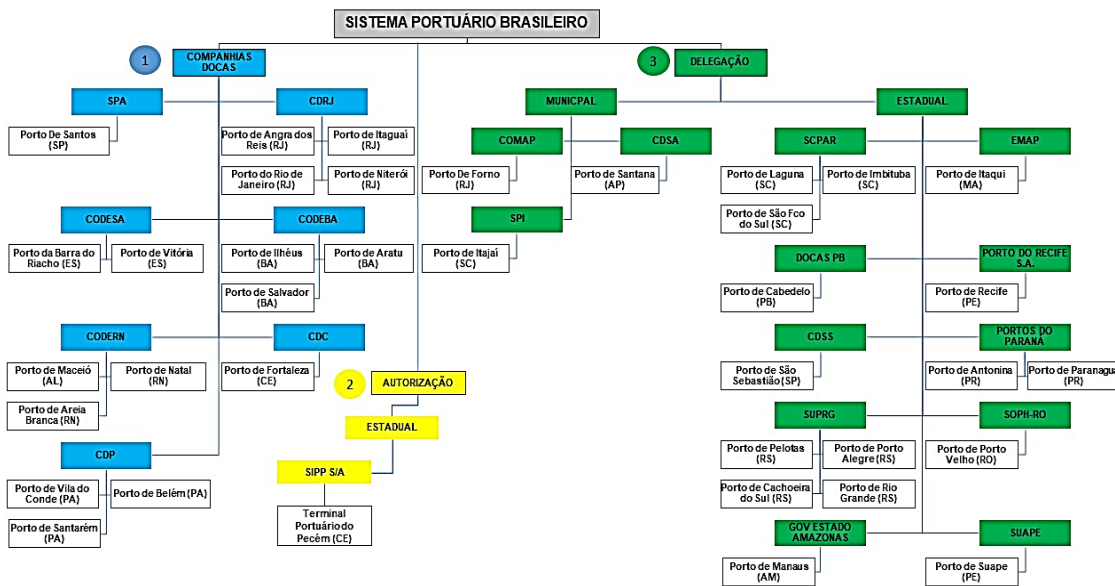 SISTEMA PORTUÁRIO BRASILEIRO
1
COMPANHIAS
DOCAS
SPA
Porto De Santos
(SP)
CDRJ
Porto de Angra dos
Reis (RJ)
Porto de Itaguaí
(RJ)
Porto do Rio de
Janeiro (RJ)
Porto de Niterói
(RJ)
CODESA
Porto da Barra do
Riacho (ES)
Porto de Vitória
(ES)
CODEBA
Porto de Ilhéus
(BA)
Porto de Aratu
(BA)
Porto de Salvador
(BA)
CODERN
Porto de Maceió
(AL)
Porto de Natal
(RN)
Porto de Areia
Branca (RN)
CDC
Porto de Fortaleza
(CE)
CDP
Porto de Vila do
Conde (PA)
Porto de Belém (PA)
Porto de Santarém
(PA)
2
AUTORIZAÇÃO
ESTADUAL
SIPP S/A
Terminal
Portuário do
Pecém (CE)
3
DELEGAÇÃO
MUNICPAL
COMAP
Porto De Forno
(RJ)
CDSA
Porto de Santana
(AP)
SPI
Porto de Itajaí
(SC)
ESTADUAL
SCPAR
Porto de Laguna
(SC)
Porto de Imbituba
(SC)
Porto de São Fco
do Sul (SC)
EMAP
Porto de Itaqui
(MA)
DOCAS PB
Porto de Cabedelo
(PB)
PORTO DO RECIFE
S.A.
Porto de Recife
(PE)
CDSS
Porto de São
Sebastião (SP)
PORTOS DO
PARANÁ
Porto de Antonina
(PR)
Porto de Paranagua
(PR)
SUPRG
Porto de Pelotas
(RS)
Porto de Porto
Alegre (RS)
Porto de Cachoeira
do Sul (RS)
Porto de Rio
Grande (RS)
SOPH-RO
Porto de Porto
Velho (RO)
GOV ESTADO
AMAZONAS
Porto de Manaus
(AM)
SUAPE
Porto de Suape
(PE)